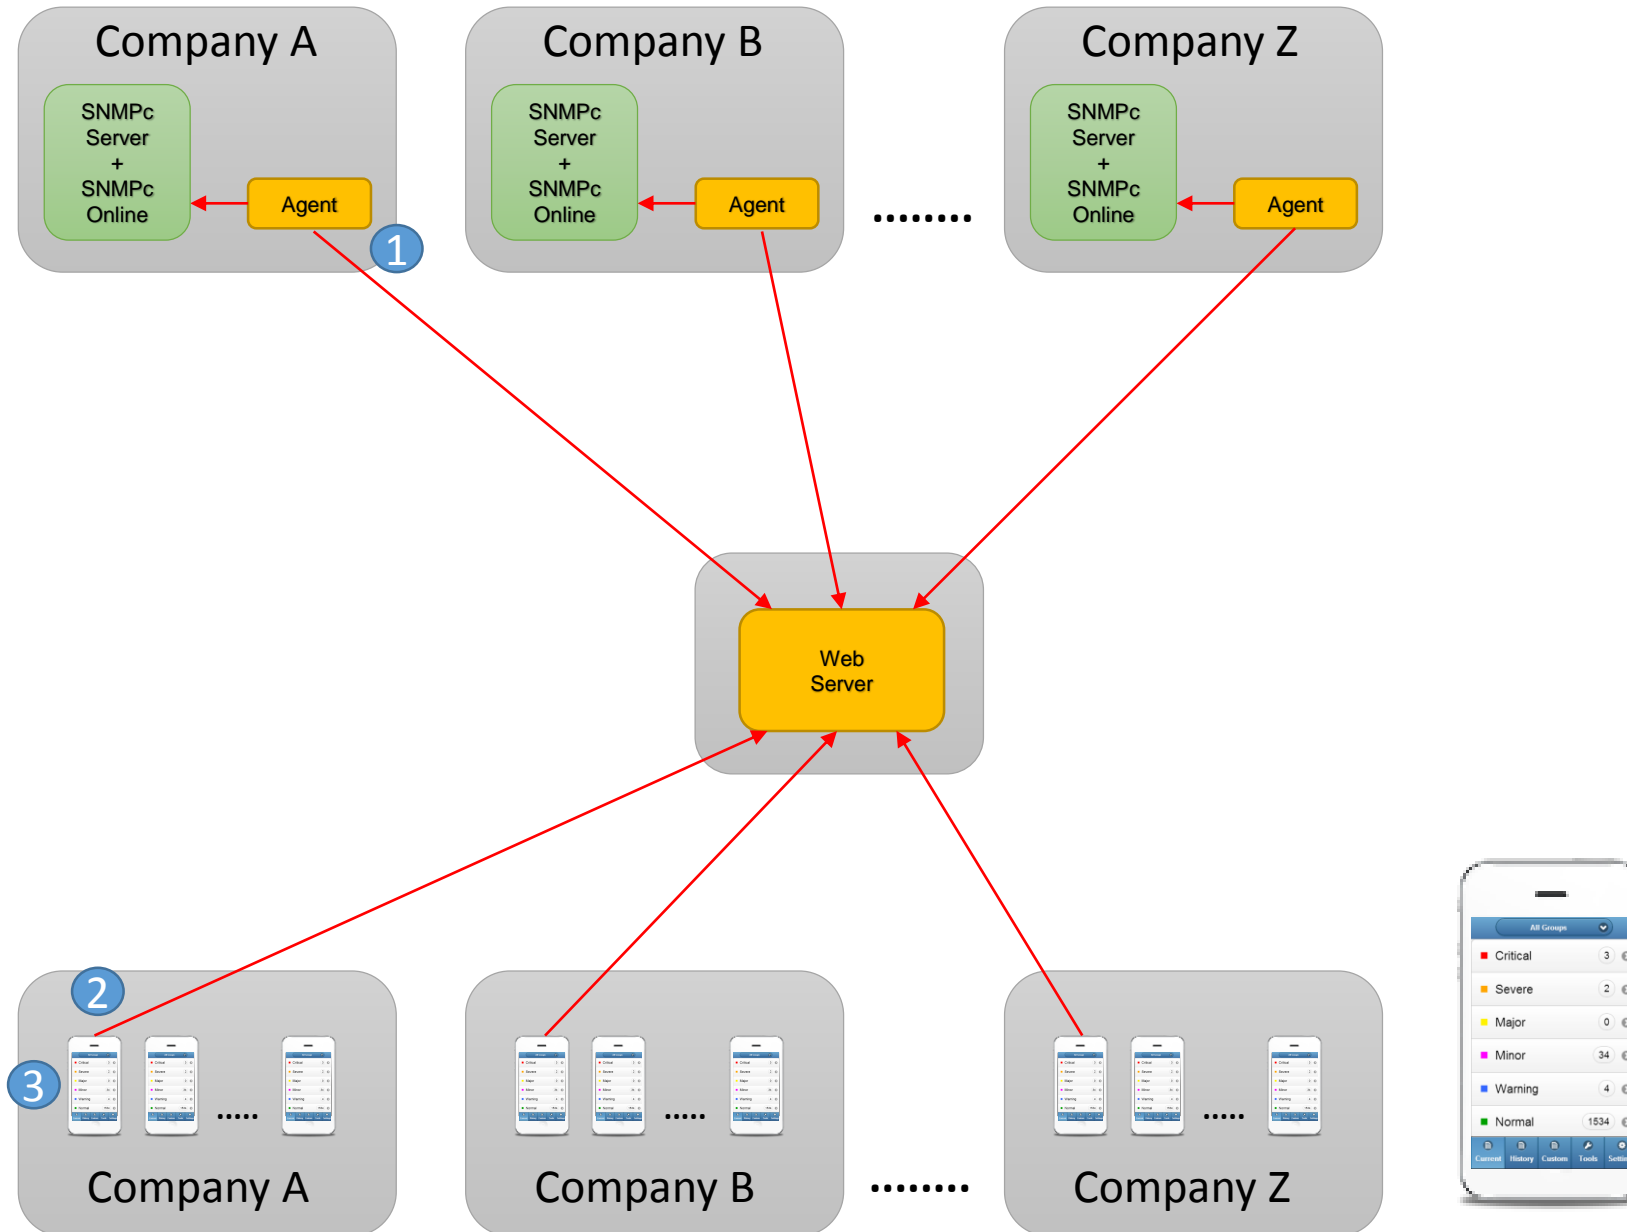 Company A
SNMPc
Server
+
SNMPc
Online
Agent
1
Company B
SNMPc
Server
+
SNMPc
Online
Agent
........
Company Z
SNMPc
Server
+
SNMPc
Online
Agent
Web
Server
2
3
.....
Company A
.....
Company B
........
.....
Company Z
All Groups
Critical 3
Severe 2
Major 0
Minor 34
Warning 4
Normal 1534
Current History Custom Tools